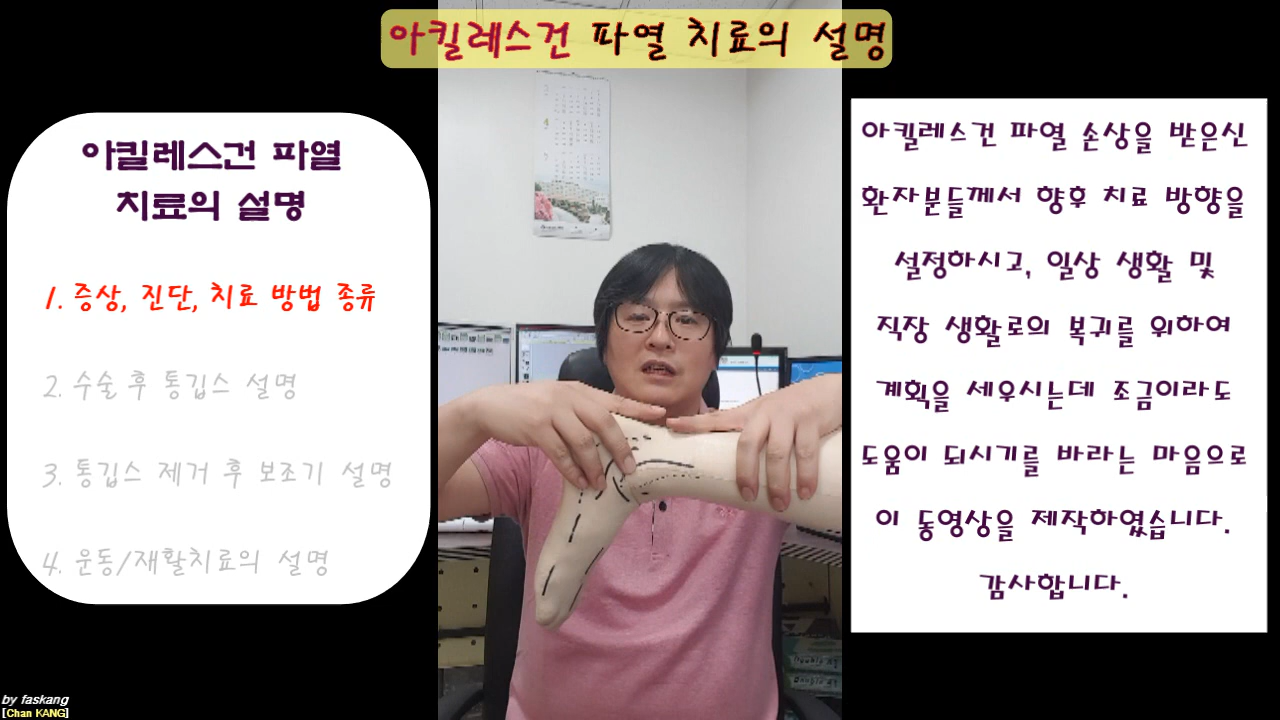 아킬레스건 파열 치료의 설명
아킬레스건 파열
치료의 설명
1. 증상, 진단, 치료 방법 종류
2. 수술 후 통깁스 설명
3. 통깁스 제거 후 보조기 설명
4. 운동/재활치료의 설명
아킬레스건 파열 손상을 받은신
환자분들께서 향후 치료 방향을
설정하시고, 일상 생활 및
직장 생활로의 복귀를 위하여
계획을 세우시는데 조금이라도
도움이 되시기를 바라는 마음으로
이 동영상을 제작하였습니다.
감사합니다.
by faskang
[Chan KANG]